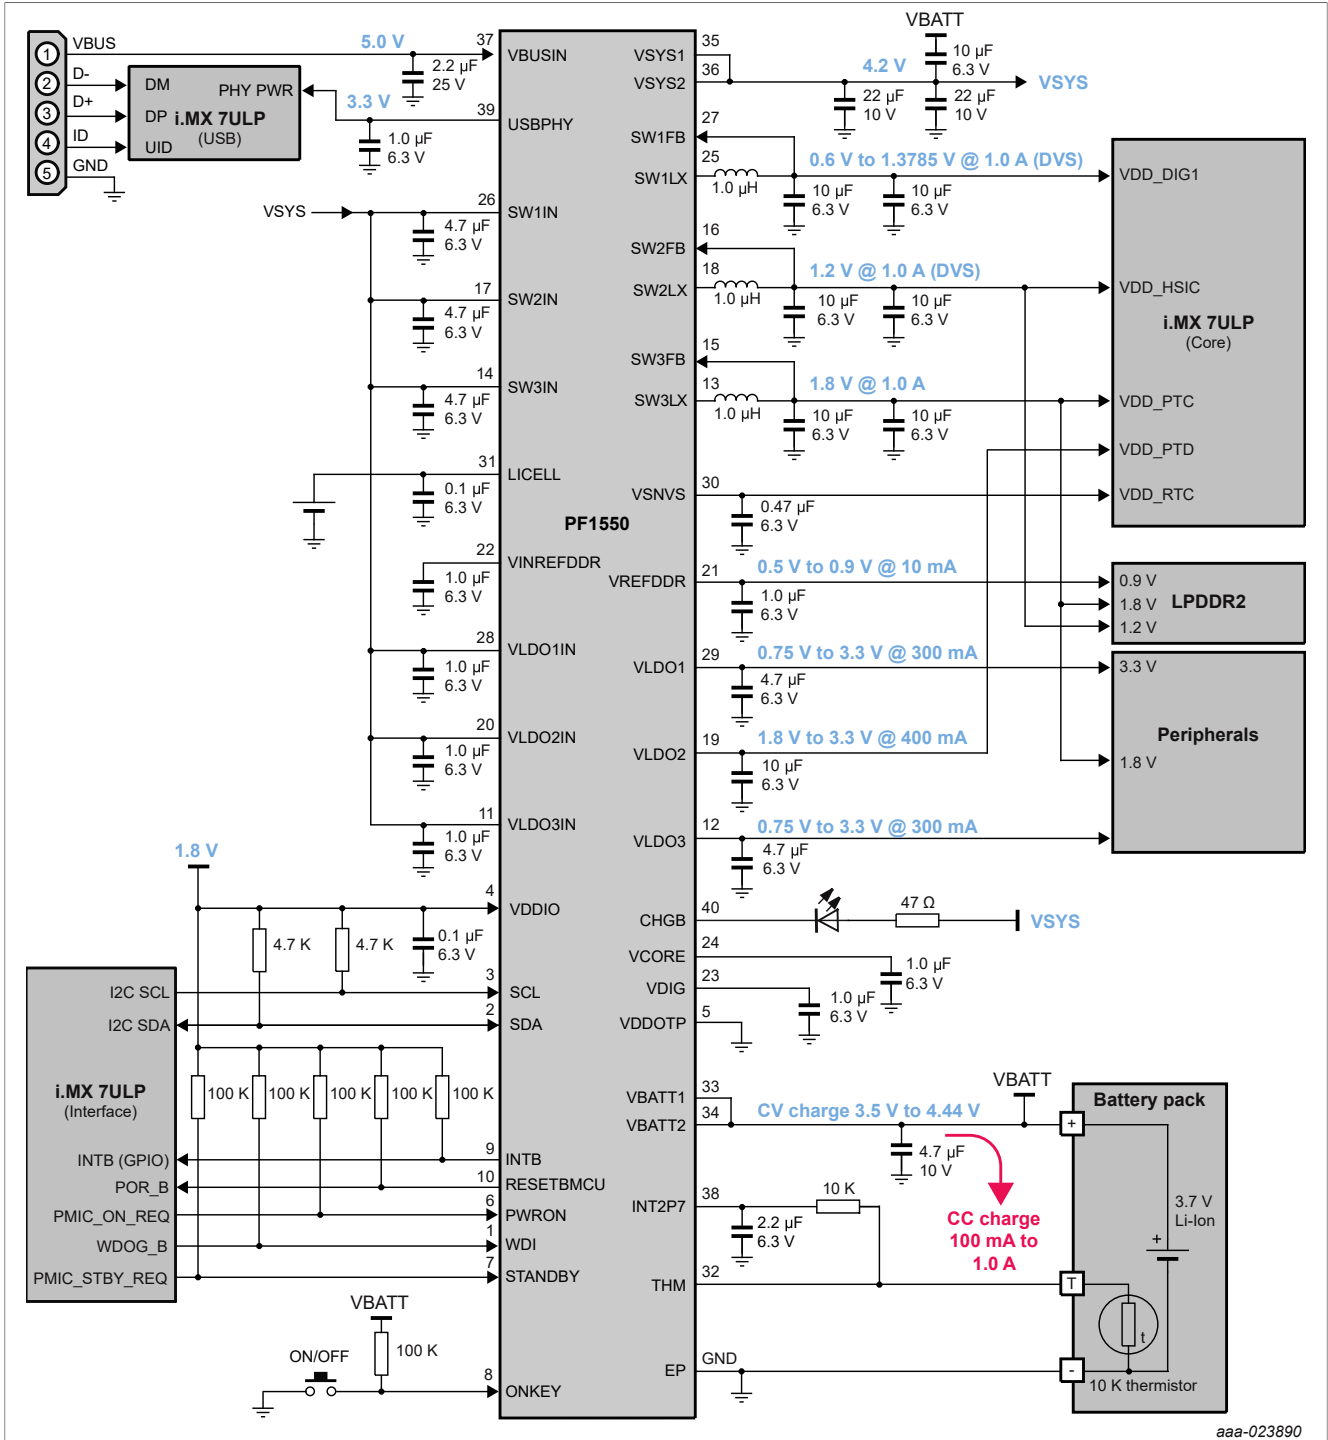 1
VBUS
2
D-
3
D+
4
ID
5
GND
DM
PHY PWR
DP
i.MX 7ULP
(USB)
UID
5.0 V
37
VBUSIN
2.2 µF
25 V
3.3 V
39
USBPHY
1.0 µF
6.3 V
VSYS
26
SW1IN
4.7 µF
6.3 V
17
SW2IN
4.7 µF
6.3 V
14
SW3IN
4.7 µF
6.3 V
31
LICELL
0.1 µF
6.3 V
22
VINREFDDR
1.0 µF
6.3 V
28
VLDO1IN
1.0 µF
6.3 V
20
VLDO2IN
1.0 µF
6.3 V
11
VLDO3IN
1.0 µF
6.3 V
1.8 V
4
VDDIO
4.7 K
4.7 K
0.1 µF
6.3 V
3
SCL
2
SDA
I2C SCL
I2C SDA
i.MX 7ULP
(Interface)
100 K
100 K
100 K
100 K
100 K
INTB (GPIO)
9
INTB
POR_B
10
RESETBMCU
PMIC_ON_REQ
6
PWRON
WDOG_B
1
WDI
PMIC_STBY_REQ
7
STANDBY
VBATT
100 K
ON/OFF
8
ONKEY
PF1550
VSYS1
35
VSYS2
36
4.2 V
VBATT
10 µF
6.3 V
VSYS
22 µF
10 V
22 µF
10 V
SW1FB
27
SW1LX
25
1.0 µH
0.6 V to 1.3785 V @ 1.0 A (DVS)
10 µF
6.3 V
10 µF
6.3 V
SW2FB
16
SW2LX
18
1.0 µH
1.2 V @ 1.0 A (DVS)
10 µF
6.3 V
10 µF
6.3 V
SW3FB
15
SW3LX
13
1.0 µH
1.8 V @ 1.0 A
10 µF
6.3 V
10 µF
6.3 V
VSNVS
30
0.47 µF
6.3 V
VDD_DIG1
VDD_HSIC
i.MX 7ULP
(Core)
VDD_PTC
VDD_PTD
VDD_RTC
VREFDDR
21
0.5 V to 0.9 V @ 10 mA
1.0 µF
6.3 V
0.9 V
1.8 V
1.2 V
LPDDR2
VLDO1
29
0.75 V to 3.3 V @ 300 mA
4.7 µF
6.3 V
3.3 V
Peripherals
1.8 V
VLDO2
19
1.8 V to 3.3 V @ 400 mA
10 µF
6.3 V
VLDO3
12
0.75 V to 3.3 V @ 300 mA
4.7 µF
6.3 V
CHGB
40
47 Ω
VSYS
VCORE
24
1.0 µF
6.3 V
VDIG
23
1.0 µF
6.3 V
VDDOTP
5
VBATT1
33
VBATT2
34
CV charge 3.5 V to 4.44 V
VBATT
4.7 µF
10 V
CC charge
100 mA to
1.0 A
INT2P7
38
10 K
2.2 µF
6.3 V
THM
32
EP
GND
Battery pack
+
3.7 V
Li-Ion
+
T
t
-
10 K thermistor
aaa-023890